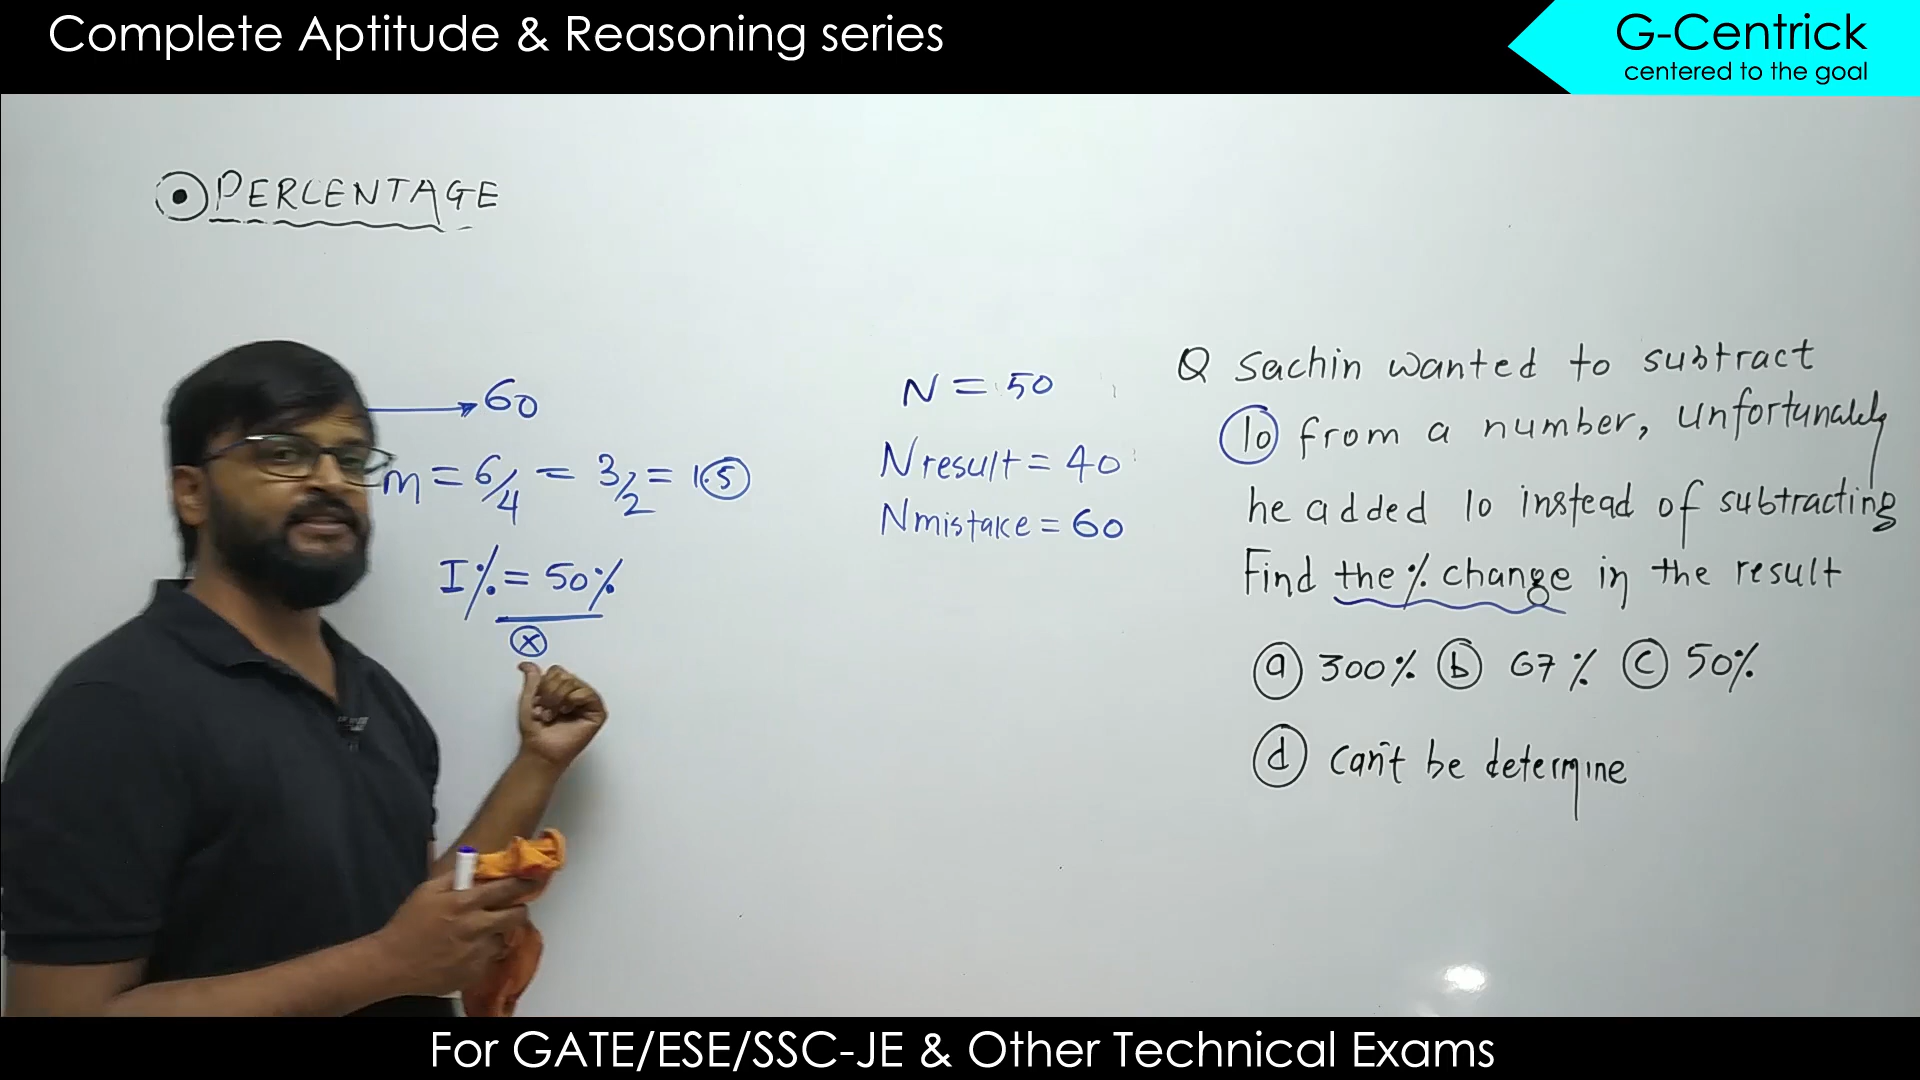 Complete Aptitude & Reasoning series
G-Centrick
centered to the goal
PERCENTAGE
60
m = 6/4 = 3/2 = 1.5
I% = 50%
x
N = 50
Nresult = 40
Nmistake = 60
Q Sachin wanted to subtract
10 from a number, unfortunately
he added 10 instead of subtracting
Find the % change in the result
a 300% b 67% c 50%
d can't be determine
For GATE/ESE/SSC-JE & Other Technical Exams